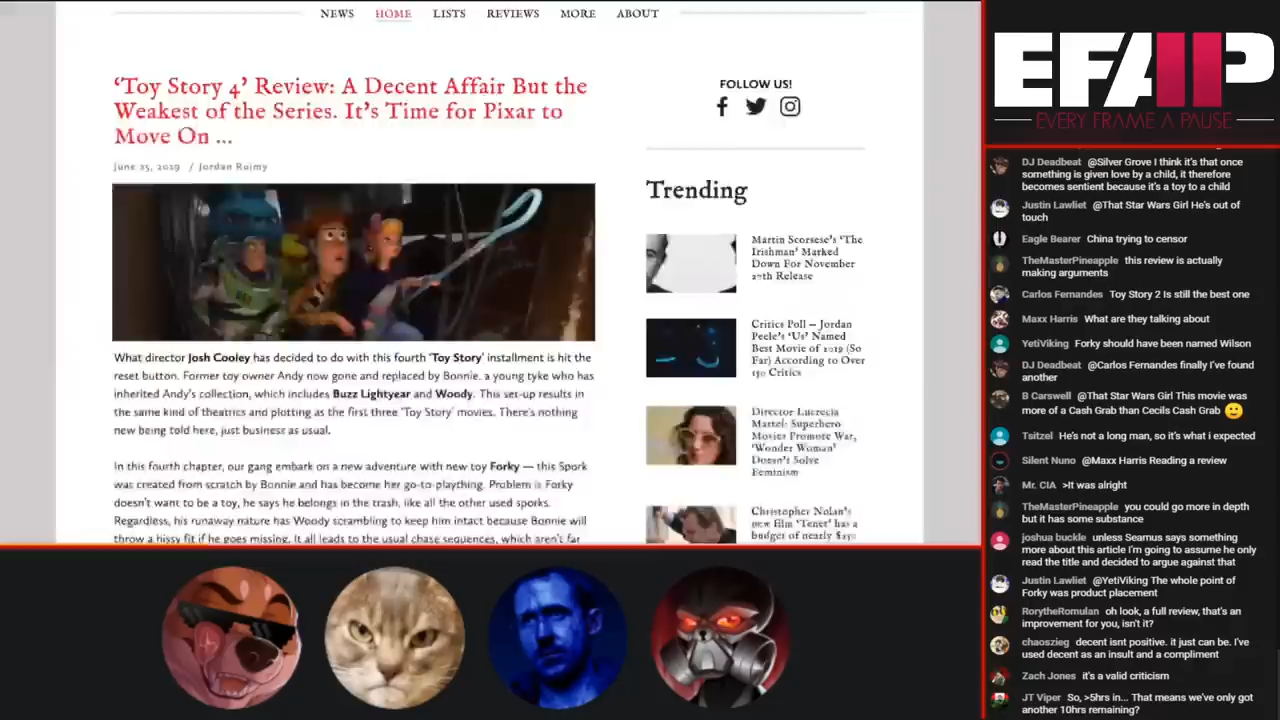 NEWS HOME LISTS REVIEWS MORE ABOUT
‘Toy Story 4’ Review: A Decent Affair But the
Weakest of the Series. It’s Time for Pixar to
Move On ...
June 25, 2019 / Jordan Ruimy
What director Josh Cooley has decided to do with this fourth ‘Toy Story’ installment is hit the
reset button. Former toy owner Andy now gone and replaced by Bonnie, a young tyke who has
inherited Andy’s collection, which includes Buzz Lightyear and Woody. This set-up results in
the same kind of theatrics and plotting as the first three ‘Toy Story’ movies. There’s nothing
new being told here, just business as usual.
In this fourth chapter, our gang embark on a new adventure with new toy Forky — this Spork
was created from scratch by Bonnie and has become her go-to-plaything. Problem is Forky
doesn’t want to be a toy, he says he belongs in the trash, like all the other used sporks.
Regardless, his runaway nature has Woody scrambling to keep him intact because Bonnie will
throw a hissy fit if he goes missing. It all leads to the usual chase sequences, which aren’t far
FOLLOW US!
Trending
Martin Scorsese’s ‘The
Irishman’ Marked
Down For November
27th Release
Critics Poll — Jordan
Peele’s ‘Us’ Named
Best Movie of 2019 (So
Far) According to Over
150 Critics
Director Lucrecia
Martel: Superhero
Movies Promote War,
‘Wonder Woman’
Doesn’t Solve
Feminism
Christopher Nolan’s
new Film ‘Tenet’ has a
budget of nearly
EFAP
EVERY FRAME A PAUSE
DJ Deadbeat @Silver Grove I think it's that once
something is given love by a child, it therefore
becomes sentient because it's a toy to a child
Justin Lawliet @That Star Wars Girl He's out of
touch
Eagle Bearer China trying to censor
TheMasterPineapple this review is actually
making arguments
Carlos Fernandes Toy Story 2 Is still the best one
Maxx Harris What are they talking about
YetiViking Forky should have been named Wilson
DJ Deadbeat @Carlos Fernandes finally I've found
another
B Carswell @That Star Wars Girl This movie was
more of a Cash Grab than Cecils Cash Grab
Tsitzel He's not a long man, so it's what i expected
Silent Nuno @Maxx Harris Reading a review
Mr. CIA >It was alright
TheMasterPineapple you could go more in depth
but it has some substance
joshua buckle unless Seamus says something
more about this article I'm going to assume he only
read the title and decided to argue against that
Justin Lawliet @YetiViking The whole point of
Forky was product placement
RorytheRomulan oh look, a full review, that's an
improvement for you, isn't it?
chaoszieg decent isnt positive. it just can be. I've
used decent as an insult and a compliment
Zach Jones it's a valid criticism
JT Viper So, >5hrs in... That means we've only got
another 10hrs remaining?